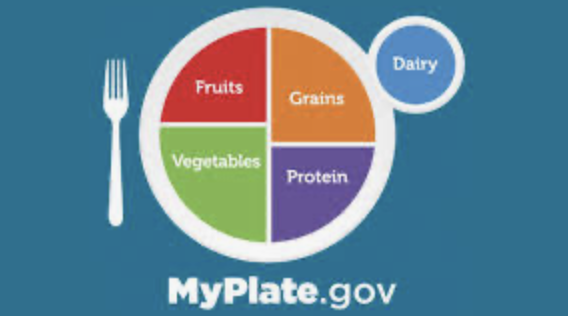 Fruits
Grains
Dairy
Vegetables
Protein
MyPlate.gov